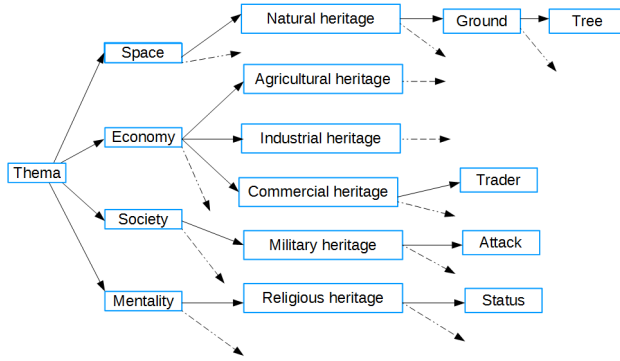 Natural heritage
Ground
Tree
Space
Agricultural heritage
Economy
Industrial heritage
Thema
Commercial heritage
Trader
Society
Military heritage
Attack
Mentality
Religious heritage
Status